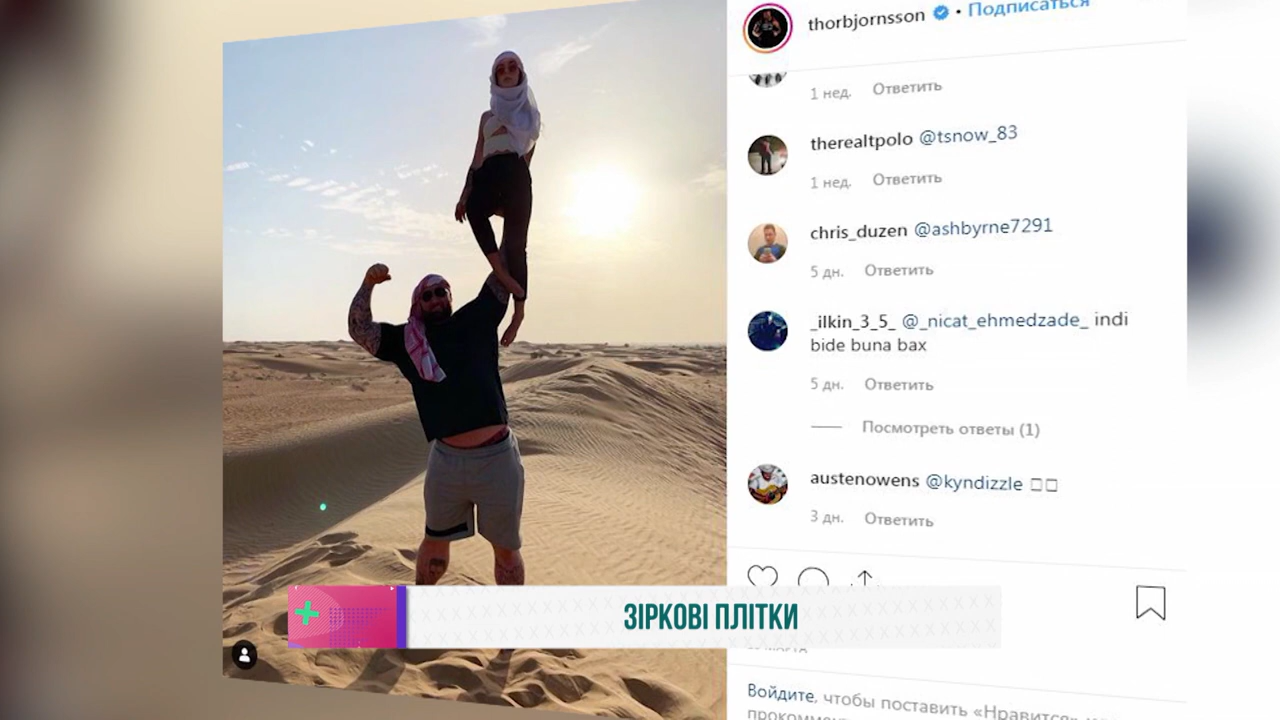 thorbjornsson • Подписаться
1 нед. Ответить
therealtpolo @tsnow_83
1 нед. Ответить
chris_duzen @ashbyrne7291
5 дн. Ответить
_ilkin_3_5_ @_nicat_ehmedzade_ indi
bide buna bax
5 дн. Ответить
Посмотреть ответы (1)
austenowens @kyndizzle
3 дн. Ответить
ЗІРКОВІ ПЛІТКИ
Войдите, чтобы поставить «Нравится»